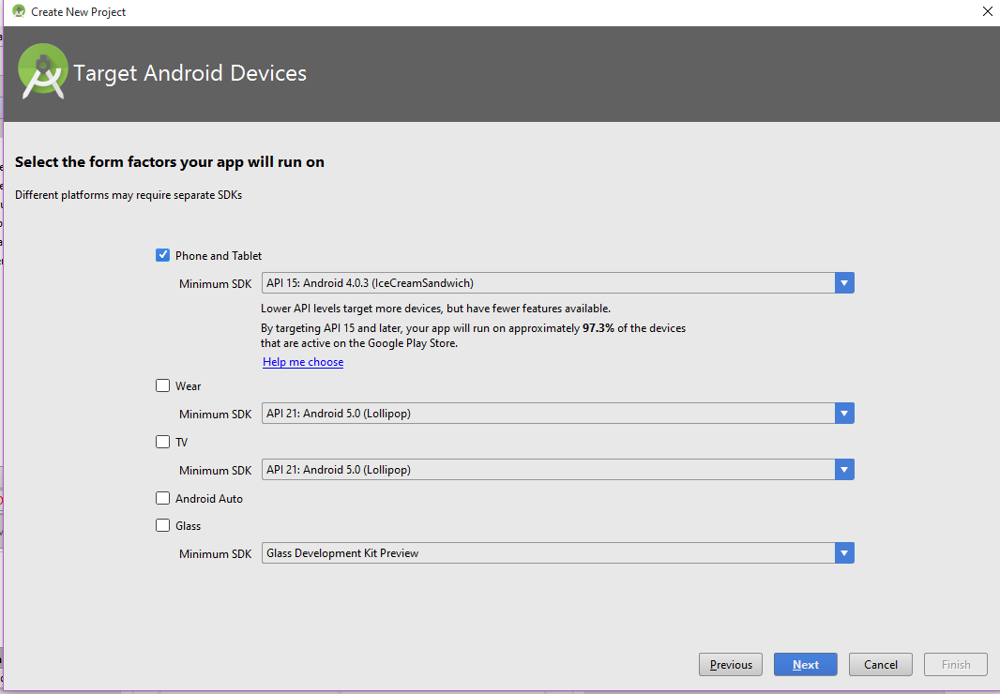 Create New Project
Target Android Devices
Select the form factors your app will run on
Different platforms may require separate SDKs
Phone and Tablet
Minimum SDK API 15: Android 4.0.3 (IceCreamSandwich)
Lower API levels target more devices, but have fewer features available.
By targeting API 15 and later, your app will run on approximately 97.3% of the devices
that are active on the Google Play Store.
Help me choose
Wear
Minimum SDK API 21: Android 5.0 (Lollipop)
TV
Minimum SDK API 21: Android 5.0 (Lollipop)
Android Auto
Glass
Minimum SDK Glass Development Kit Preview
Previous Next Cancel Finish